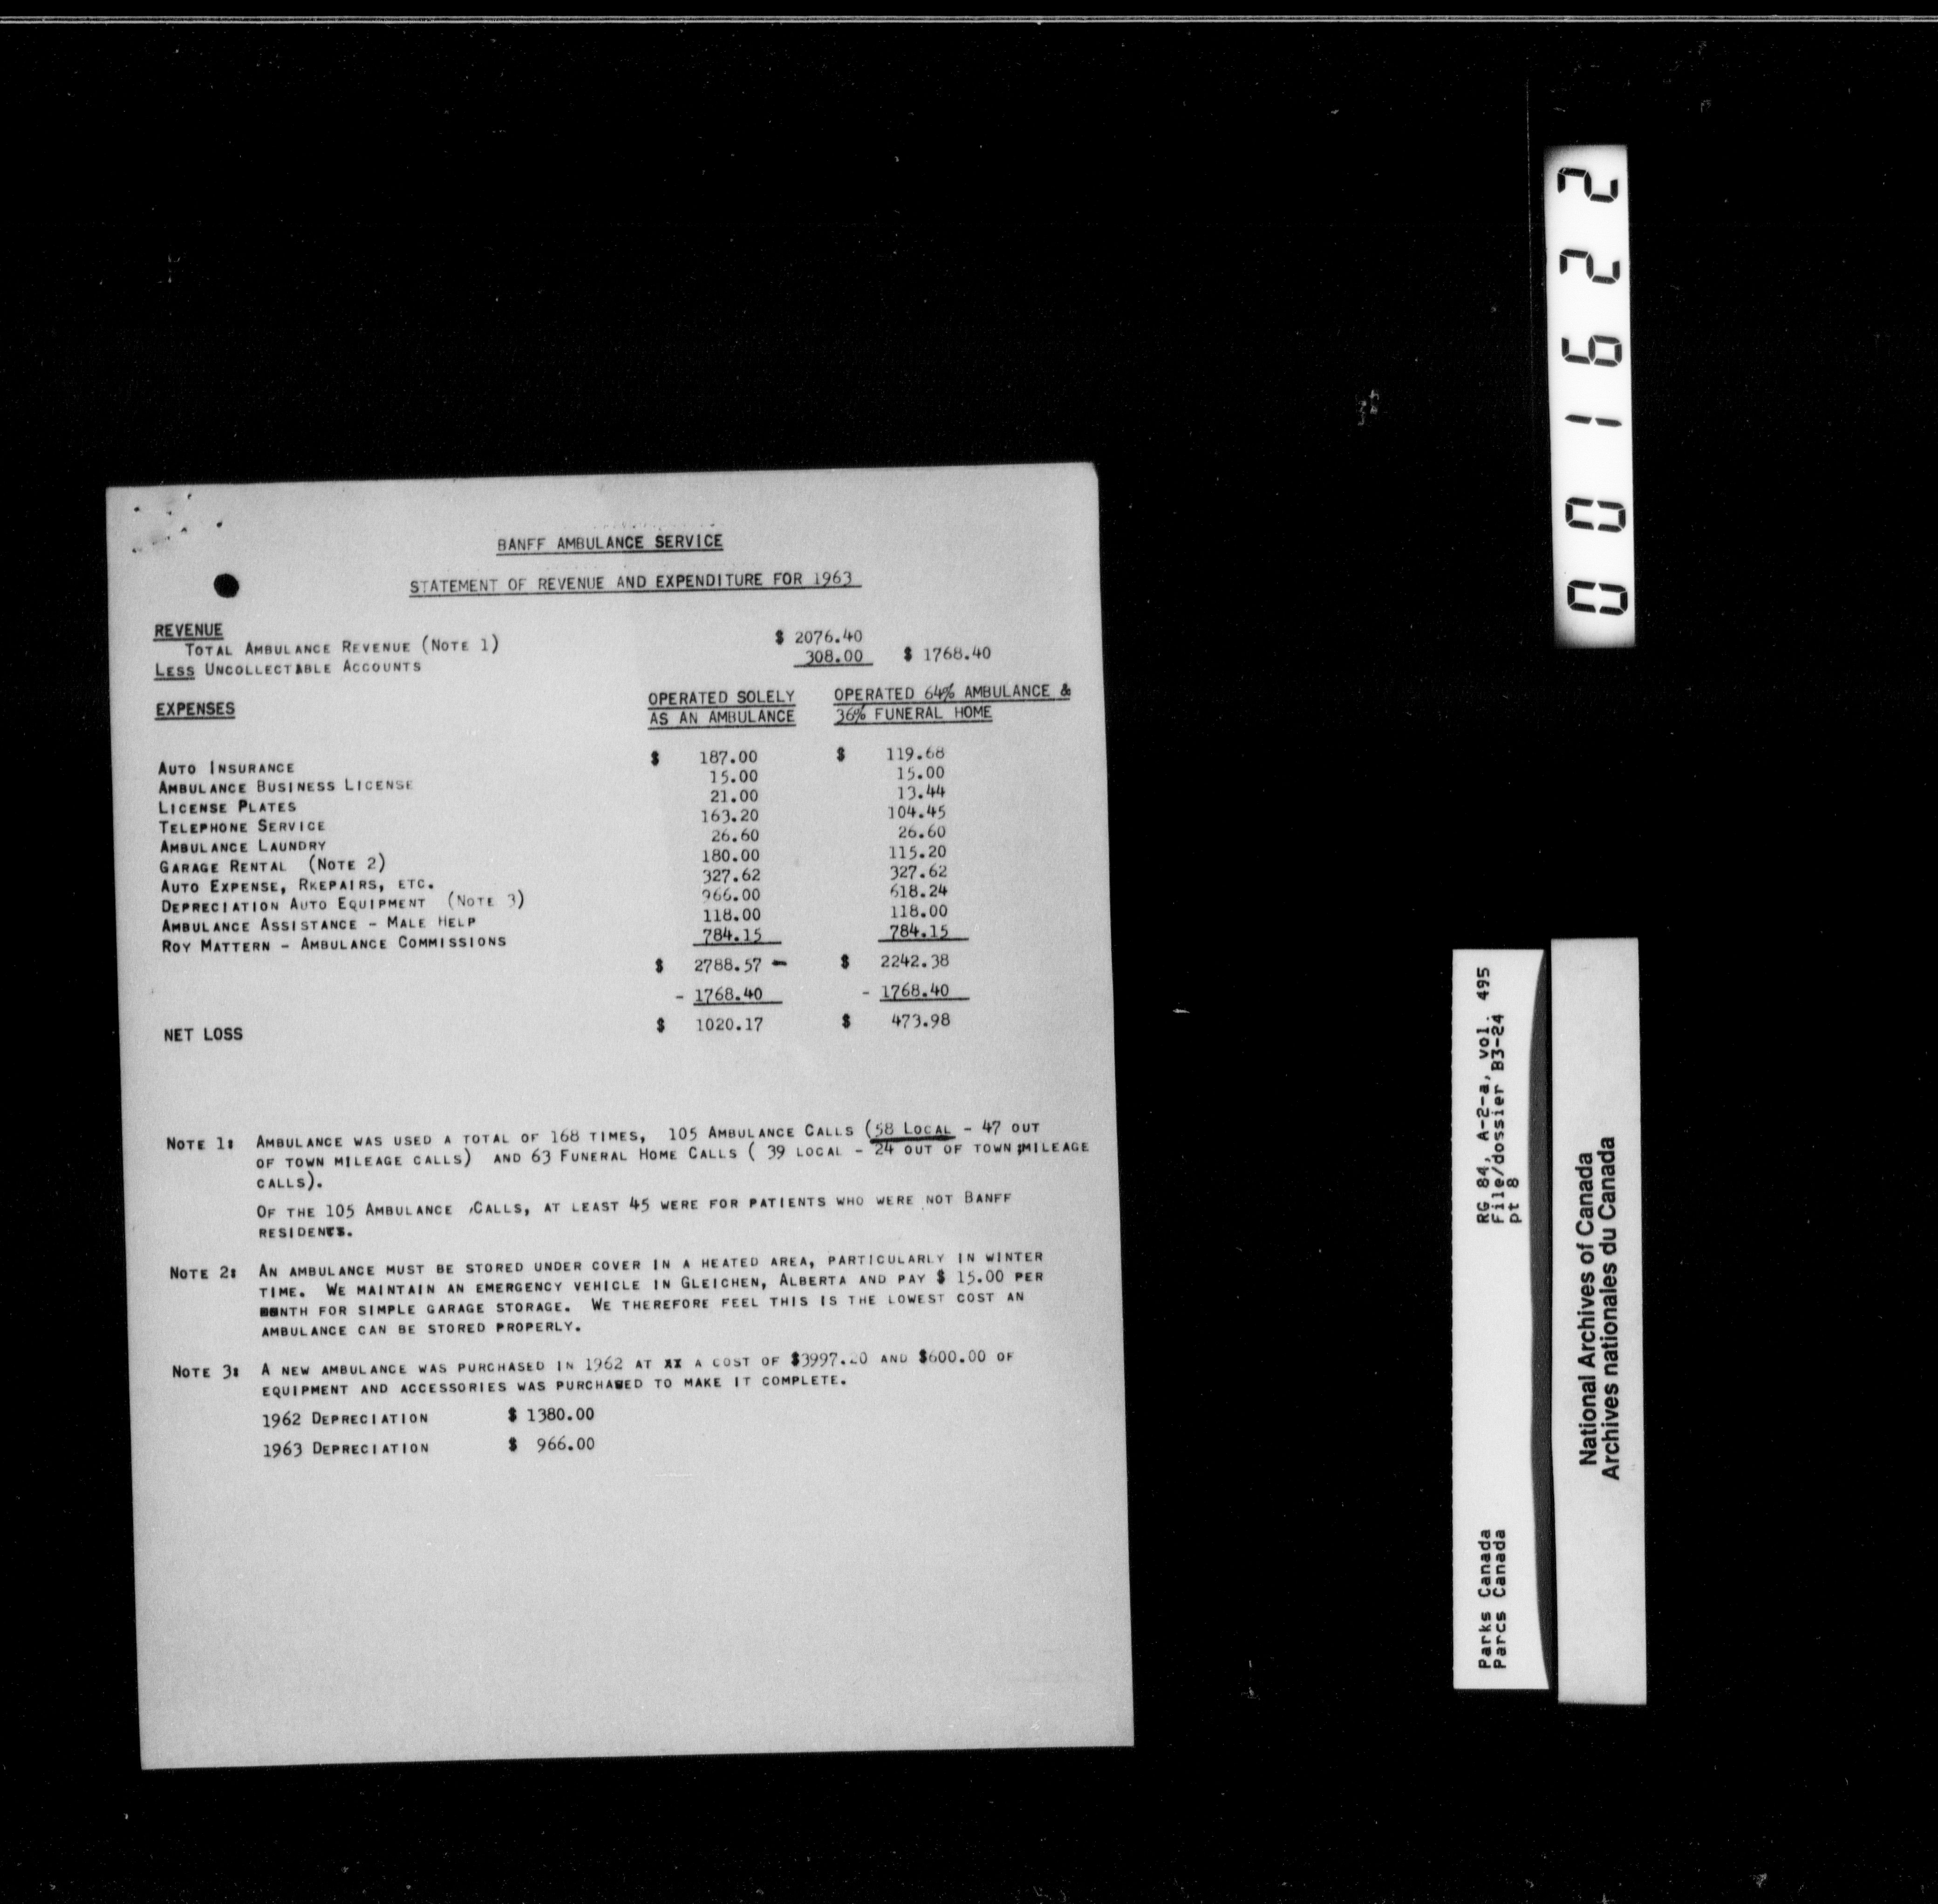 BANFF AMBULANCE SERVICE
STATEMENT OF REVENUE AND EXPENDITURE FOR 1963
REVENUE
TOTAL AMBULANCE REVENUE (NOTE 1) $ 2076.40
LESS UNCOLLECTABLE ACCOUNTS 308.00 $ 1768.40
EXPENSES
OPERATED SOLELY OPERATED 64% AMBULANCE &
AS AN AMBULANCE 36% FUNERAL HOME
AUTO INSURANCE $ 187.00 $ 119.68
AMBULANCE BUSINESS LICENSE 15.00 15.00
LICENSE PLATES 21.00 13.44
TELEPHONE SERVICE 163.20 104.45
AMBULANCE LAUNDRY 26.60 26.60
GARAGE RENTAL (NOTE 2) 180.00 115.20
AUTO EXPENSE, RKEPAIRS, ETC. 327.62 327.62
DEPRECIATION AUTO EQUIPMENT (NOTE 3) 966.00 618.24
AMBULANCE ASSISTANCE - MALE HELP 118.00 118.00
ROY MATTERN - AMBULANCE COMMISSIONS 784.15 784.15
$ 2788.57 - $ 2242.38
- 1768.40 - 1768.40
NET LOSS $ 1020.17 $ 473.98
NOTE 1: AMBULANCE WAS USED A TOTAL OF 168 TIMES, 105 AMBULANCE CALLS (58 LOCAL - 47 OUT
OF TOWN MILEAGE CALLS) AND 63 FUNERAL HOME CALLS ( 39 LOCAL - 24 OUT OF TOWN MILEAGE
CALLS).
OF THE 105 AMBULANCE CALLS, AT LEAST 45 WERE FOR PATIENTS WHO WERE NOT BANFF
RESIDENTS.
NOTE 2: AN AMBULANCE MUST BE STORED UNDER COVER IN A HEATED AREA, PARTICULARLY IN WINTER
TIME. WE MAINTAIN AN EMERGENCY VEHICLE IN GLEICHEN, ALBERTA AND PAY $ 15.00 PER
MONTH FOR SIMPLE GARAGE STORAGE. WE THEREFORE FEEL THIS IS THE LOWEST COST AN
AMBULANCE CAN BE STORED PROPERLY.
NOTE 3: A NEW AMBULANCE WAS PURCHASED IN 1962 AT XX A COST OF $3997.20 AND $600.00 OF
EQUIPMENT AND ACCESSORIES WAS PURCHASED TO MAKE IT COMPLETE.
1962 DEPRECIATION $ 1380.00
1963 DEPRECIATION $ 966.00
001622
Parks Canada RG 84, A-2-a, vol. 495
Parcs Canada File/dossier B3-24
pt 8
National Archives of Canada
Archives nationales du Canada